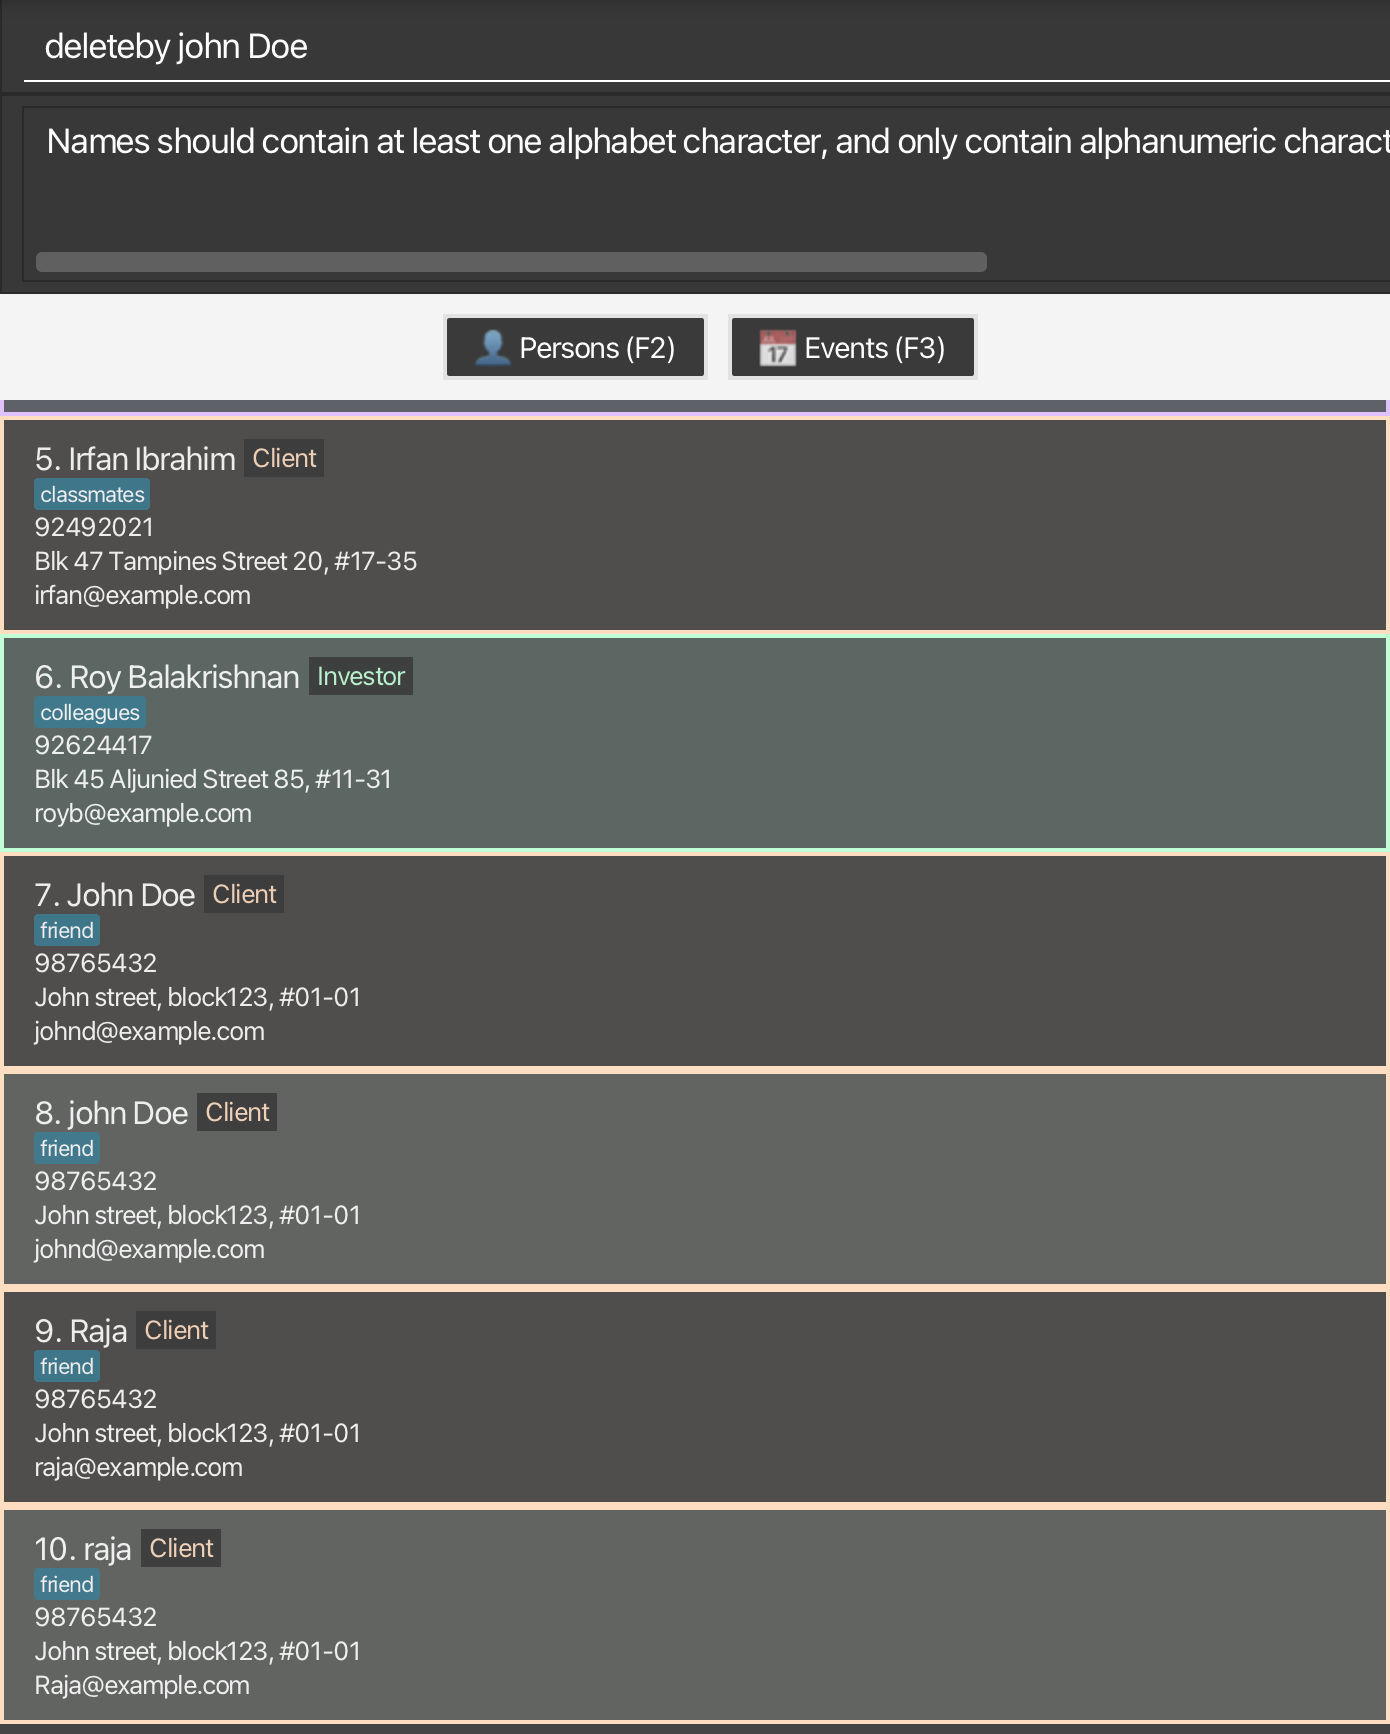 deleteby john Doe
Names should contain at least one alphabet character, and only contain alphanumeric charact
Persons (F2)
JUL
17
Events (F3)
5. Irfan Ibrahim Client
classmates
92492021
Blk 47 Tampines Street 20, #17-35
irfan@example.com
6. Roy Balakrishnan Investor
colleagues
92624417
Blk 45 Aljunied Street 85, #11-31
royb@example.com
7. John Doe Client
friend
98765432
John street, block123, #01-01
johnd@example.com
8. john Doe Client
friend
98765432
John street, block123, #01-01
johnd@example.com
9. Raja Client
friend
98765432
John street, block123, #01-01
raja@example.com
10. raja Client
friend
98765432
John street, block123, #01-01
Raja@example.com